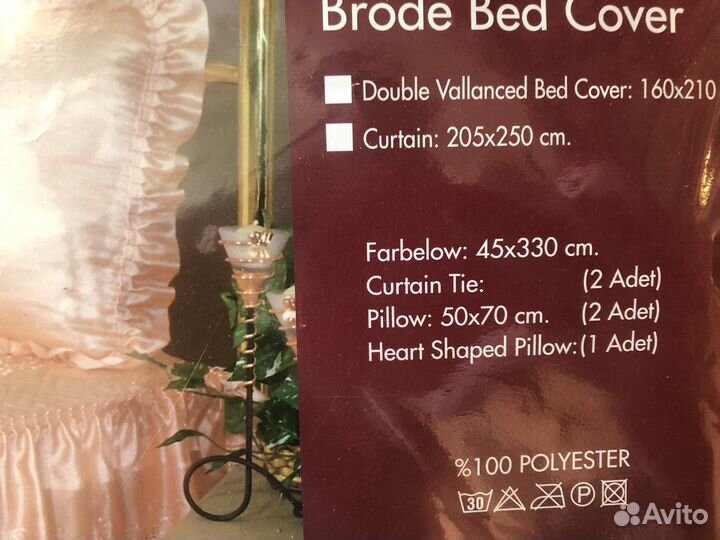 Brode Bed Cover
Double Vallanced Bed Cover: 160x210
Curtain: 205x250 cm.
Farbelow: 45x330 cm.
Curtain Tie: (2 Adet)
Pillow: 50x70 cm. (2 Adet)
Heart Shaped Pillow: (1 Adet)
%100 POLYESTER
30 P
Avito